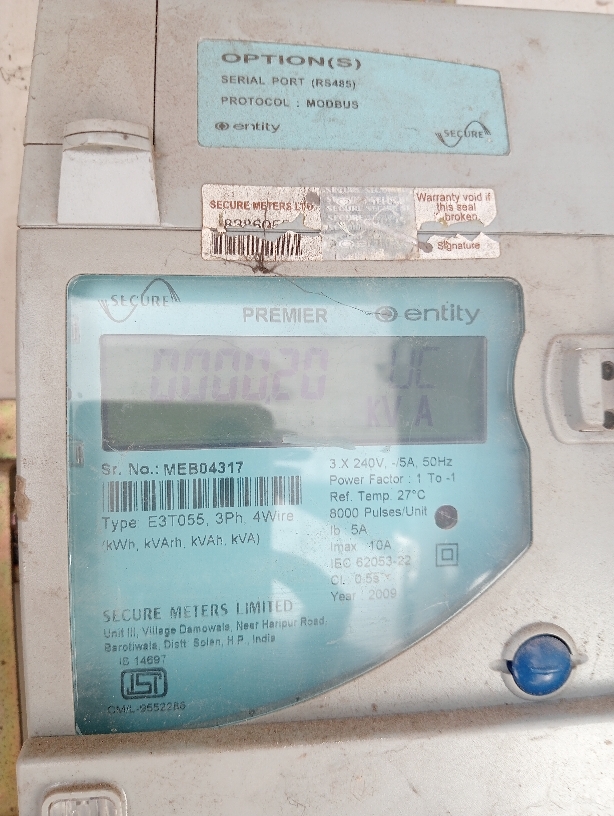 OPTION(S)
SERIAL PORT (RS485)
PROTOCOL : MODBUS
entity
SECURE
SECURE METERS LTD.
Warranty void if
this seal
broken
Signature
SECURE
PREMIER
entity
kV A
Sr. No.: MEB04317
Type E3T055, 3Ph, 4Wire
(kWh, kVArh, kVAh, kVA)
3 X 240V, -/5A, 50Hz
Power Factor : 1 To -1
Ref. Temp. 27°C
8000 Pulses/Unit
Ib : 5A
Imax : 10A
IEC 62053-22
Cl. 0.5s
Year : 2009
SECURE METERS LIMITED
Unit III, Village Damowala, Near Haripur Road,
Barotiwala, Distt. Solan, H.P., India
IS 14697
ISI
CM/L-9552286